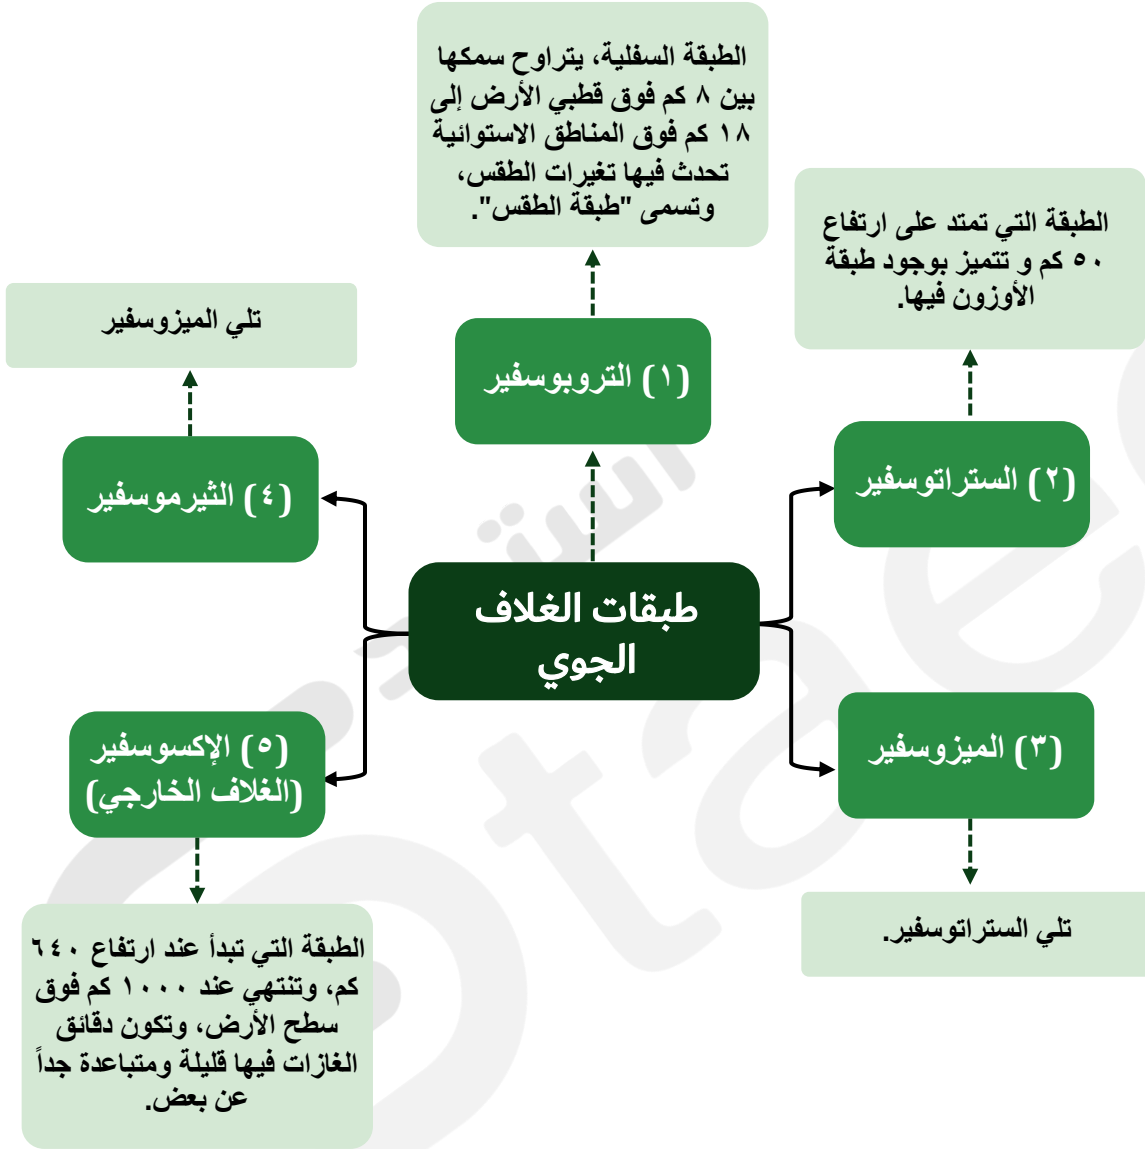 طبقات الغلاف
الجوي
(١) التروبوسفير
الطبقة السفلية، يتراوح سمكها
بين ٨ كم فوق قطبي الأرض إلى
١٨ كم فوق المناطق الاستوائية
تحدث فيها تغيرات الطقس،
وتسمى "طبقة الطقس".
(٢) الستراتوسفير
الطبقة التي تمتد على ارتفاع
٥٠ كم و تتميز بوجود طبقة
الأوزون فيها.
(٣) الميزوسفير
تلي الستراتوسفير.
(٤) الثيرموسفير
تلي الميزوسفير
(٥) الإكسوسفير
(الغلاف الخارجي)
الطبقة التي تبدأ عند ارتفاع ٦٤٠
كم، وتنتهي عند ١٠٠٠ كم فوق
سطح الأرض، وتكون دقائق
الغازات فيها قليلة ومتباعدة جداً
عن بعض.